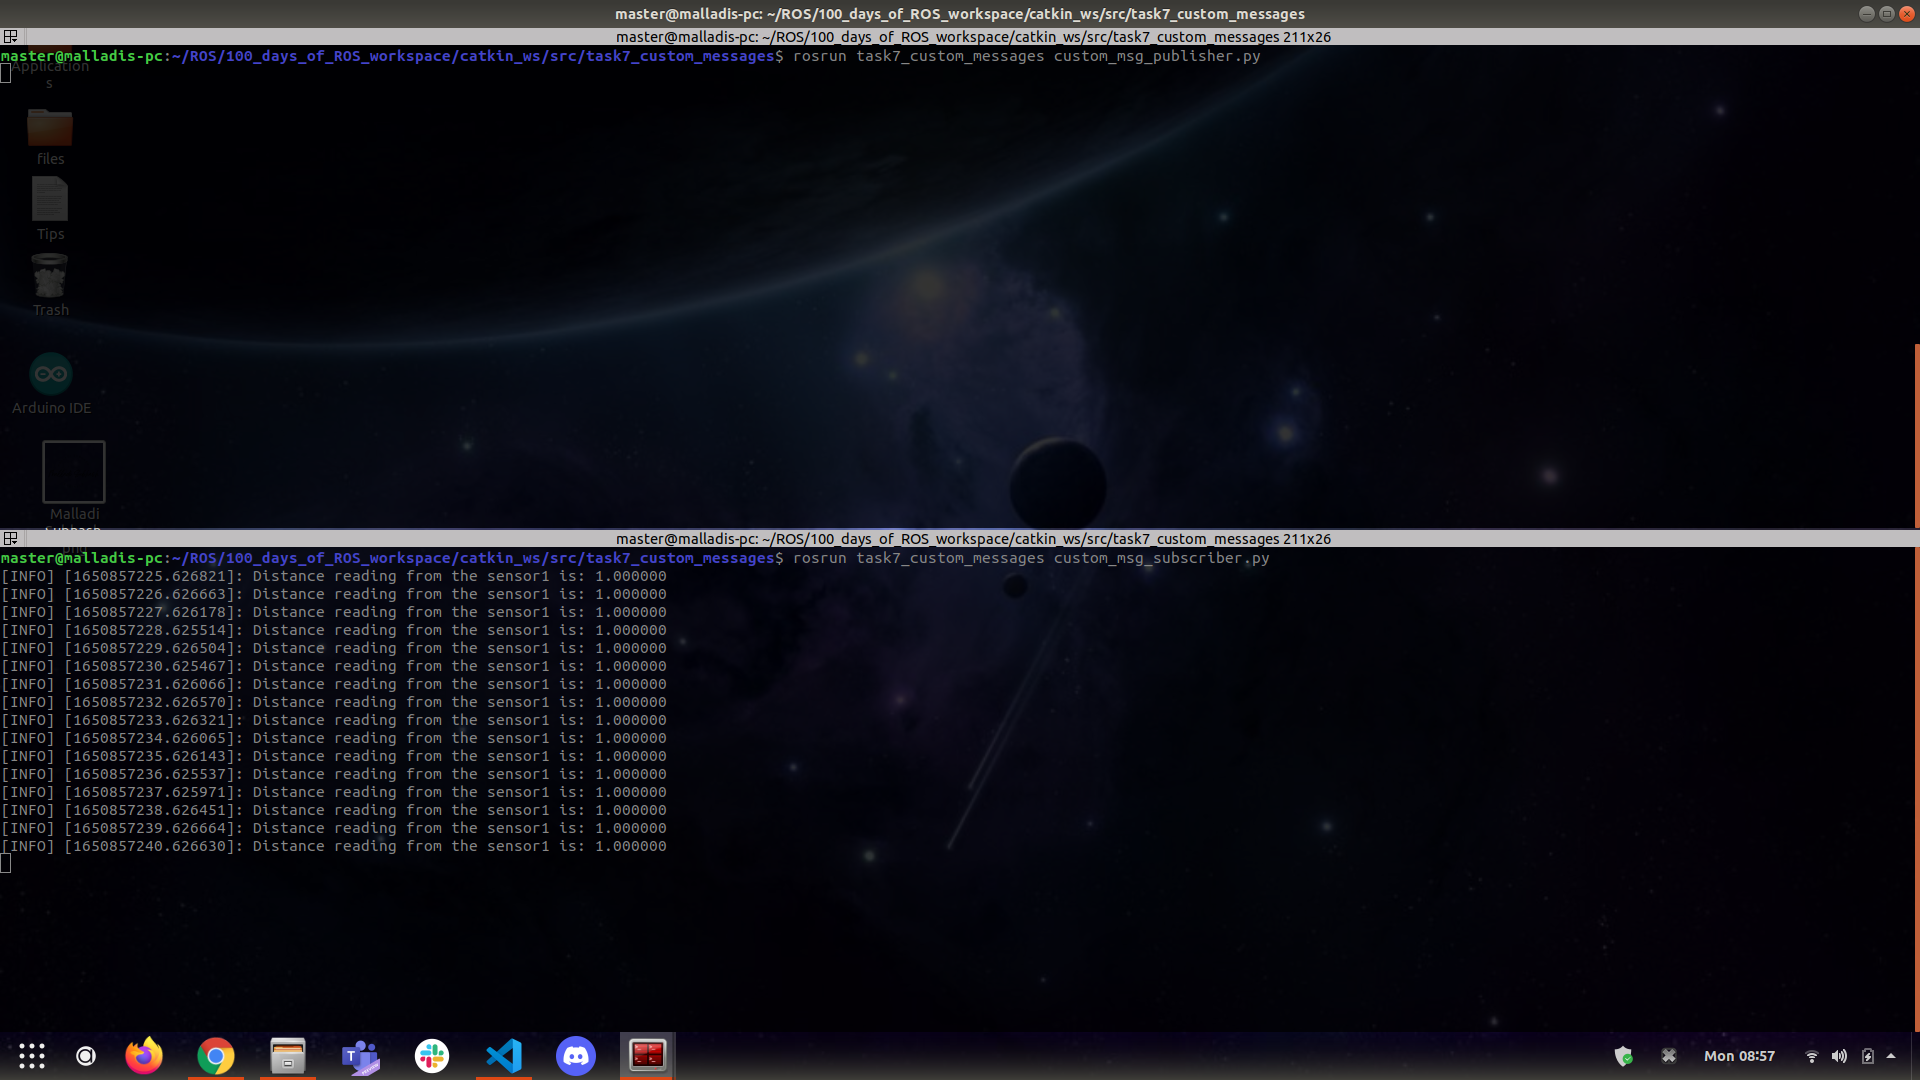 master@malladis-pc: ~/ROS/100_days_of_ROS_workspace/catkin_ws/src/task7_custom_messages
master@malladis-pc: ~/ROS/100_days_of_ROS_workspace/catkin_ws/src/task7_custom_messages 211x26
master@malladis-pc:~/ROS/100_days_of_ROS_workspace/catkin_ws/src/task7_custom_messages$ rosrun task7_custom_messages custom_msg_publisher.py
Application
s
files
Tips
Trash
Arduino IDE
Malladi
Subhash
master@malladis-pc: ~/ROS/100_days_of_ROS_workspace/catkin_ws/src/task7_custom_messages 211x26
master@malladis-pc:~/ROS/100_days_of_ROS_workspace/catkin_ws/src/task7_custom_messages$ rosrun task7_custom_messages custom_msg_subscriber.py
[INFO] [1650857225.626821]: Distance reading from the sensor1 is: 1.000000
[INFO] [1650857226.626663]: Distance reading from the sensor1 is: 1.000000
[INFO] [1650857227.626178]: Distance reading from the sensor1 is: 1.000000
[INFO] [1650857228.625514]: Distance reading from the sensor1 is: 1.000000
[INFO] [1650857229.626504]: Distance reading from the sensor1 is: 1.000000
[INFO] [1650857230.625467]: Distance reading from the sensor1 is: 1.000000
[INFO] [1650857231.626066]: Distance reading from the sensor1 is: 1.000000
[INFO] [1650857232.626570]: Distance reading from the sensor1 is: 1.000000
[INFO] [1650857233.626321]: Distance reading from the sensor1 is: 1.000000
[INFO] [1650857234.626065]: Distance reading from the sensor1 is: 1.000000
[INFO] [1650857235.626143]: Distance reading from the sensor1 is: 1.000000
[INFO] [1650857236.625537]: Distance reading from the sensor1 is: 1.000000
[INFO] [1650857237.625971]: Distance reading from the sensor1 is: 1.000000
[INFO] [1650857238.626451]: Distance reading from the sensor1 is: 1.000000
[INFO] [1650857239.626664]: Distance reading from the sensor1 is: 1.000000
[INFO] [1650857240.626630]: Distance reading from the sensor1 is: 1.000000
Mon 08:57